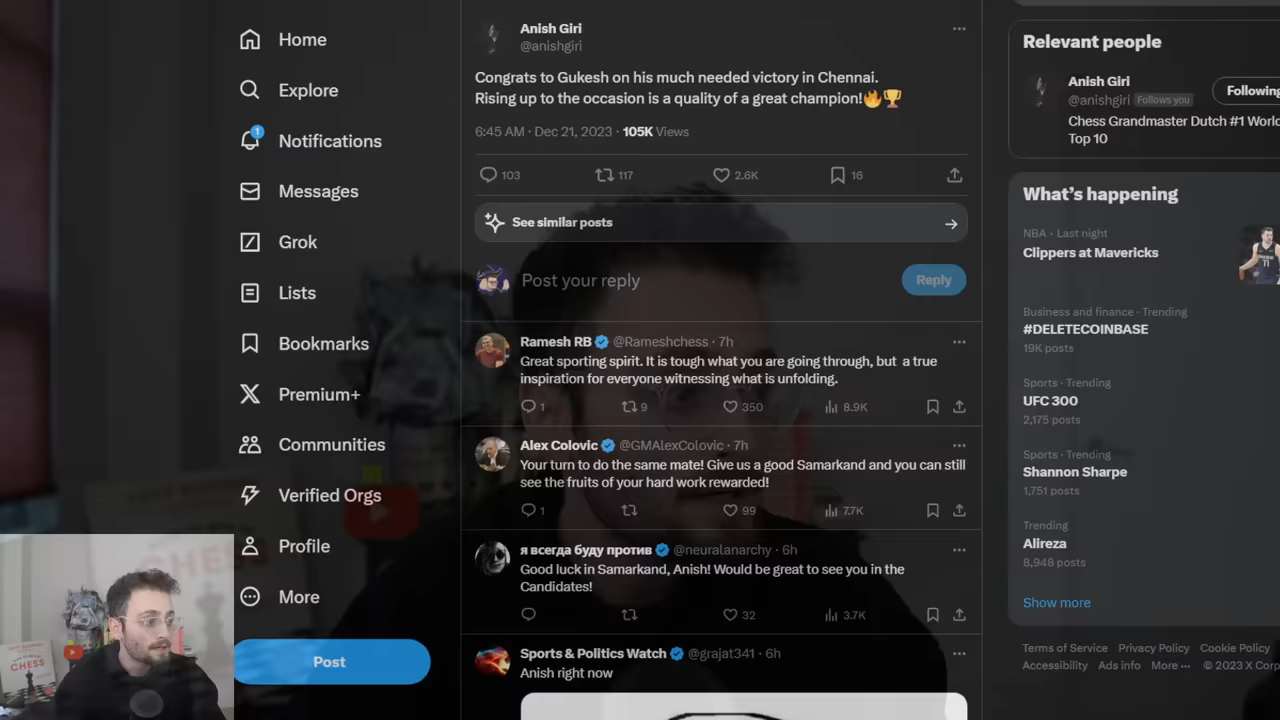 Home
Explore
1
Notifications
Messages
Grok
Lists
Bookmarks
Premium+
Communities
Verified Orgs
Profile
More
Post
CHESS
Anish Giri
@anishgiri
Congrats to Gukesh on his much needed victory in Chennai.
Rising up to the occasion is a quality of a great champion!🔥🏆
6:45 AM · Dec 21, 2023 · 105K Views
103 117 2.6K 16
See similar posts
Post your reply
Reply
Ramesh RB @Rameshchess · 7h
Great sporting spirit. It is tough what you are going through, but a true
inspiration for everyone witnessing what is unfolding.
1 9 350 8.9K
Alex Colovic @GMAlexColovic · 7h
Your turn to do the same mate! Give us a good Samarkand and you can still
see the fruits of your hard work rewarded!
1 99 7.7K
я всегда буду против @neuralanarchy · 6h
Good luck in Samarkand, Anish! Would be great to see you in the
Candidates!
32 3.7K
Sports & Politics Watch @grajat341 · 6h
Anish right now
Relevant people
Anish Giri
@anishgiri Follows you
Following
Chess Grandmaster Dutch #1 World
Top 10
What's happening
NBA · Last night
Clippers at Mavericks
Business and finance · Trending
#DELETECOINBASE
19K posts
Sports · Trending
UFC 300
2,175 posts
Sports · Trending
Shannon Sharpe
1,751 posts
Trending
Alireza
8,948 posts
Show more
Terms of Service Privacy Policy Cookie Policy
Accessibility Ads info More ··· © 2023 X Corp